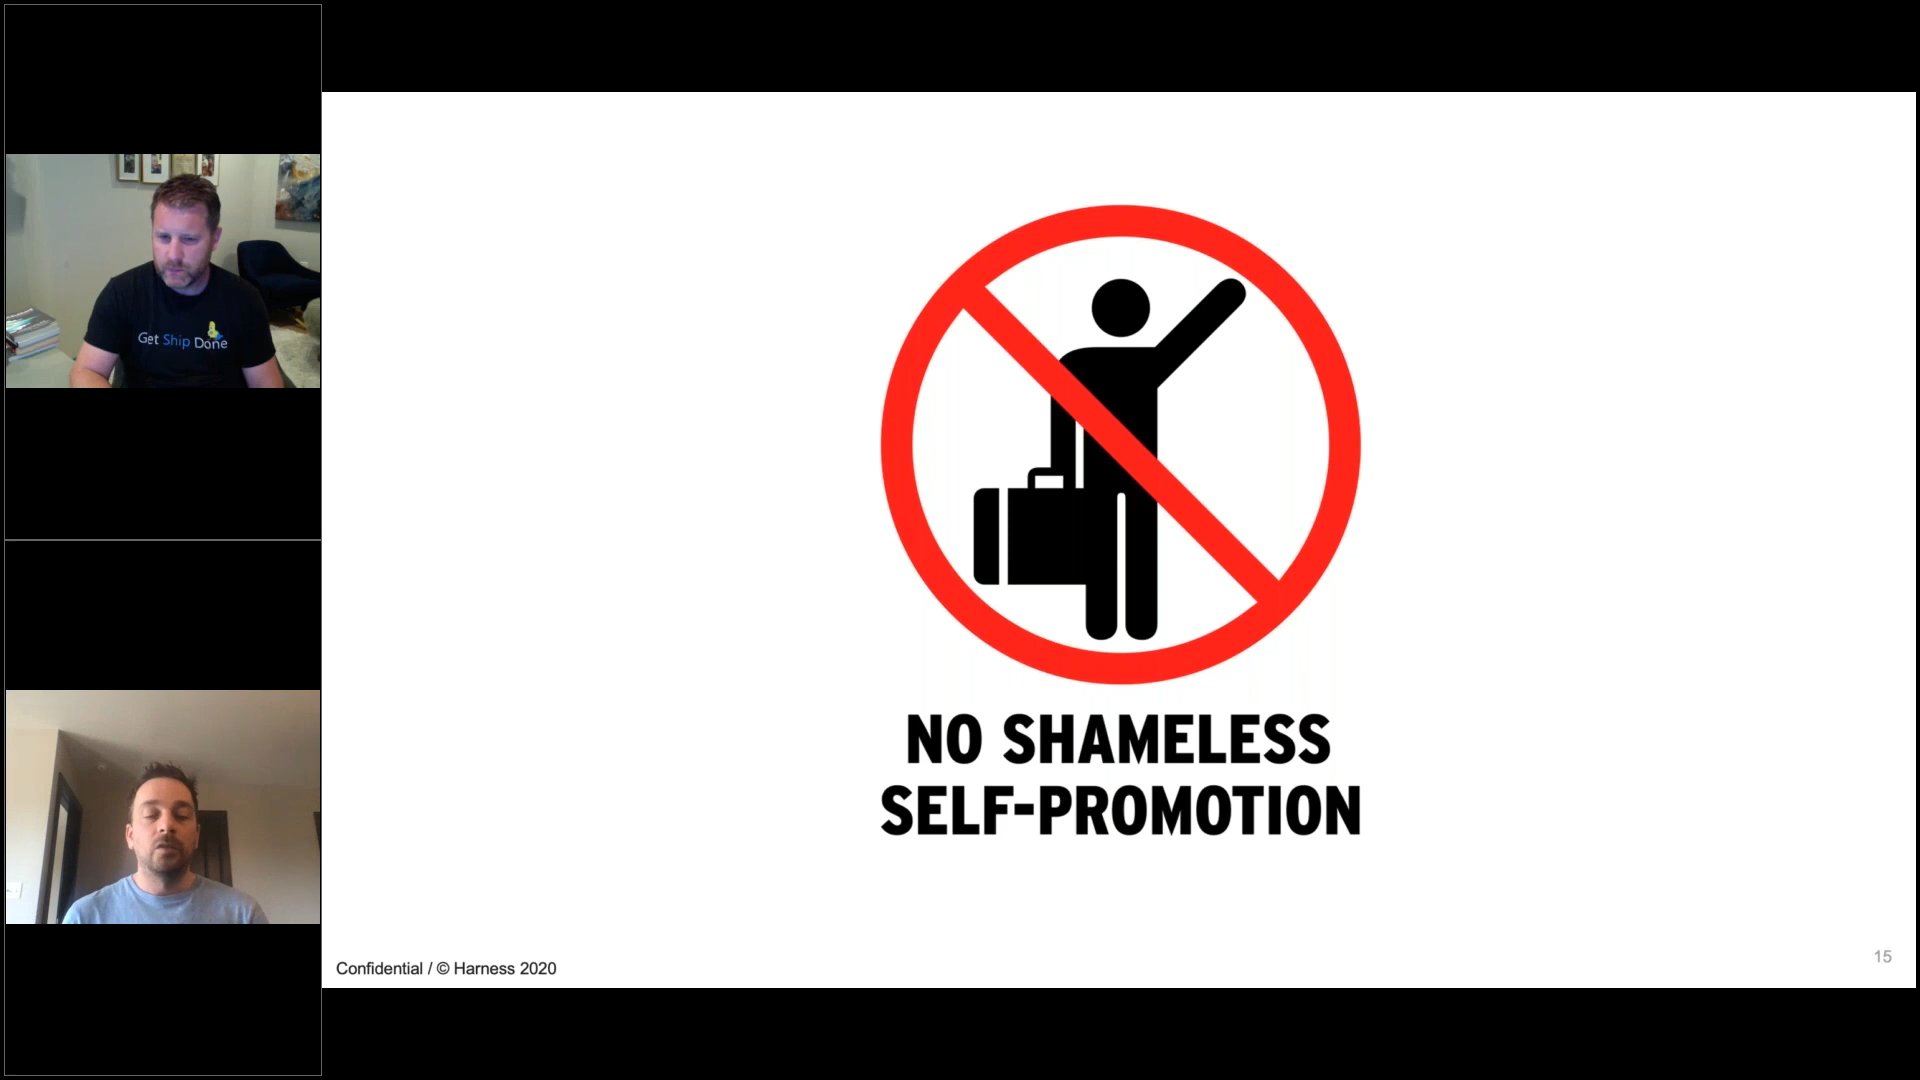 Get Ship Done
NO SHAMELESS
SELF-PROMOTION
Confidential / © Harness 2020
15